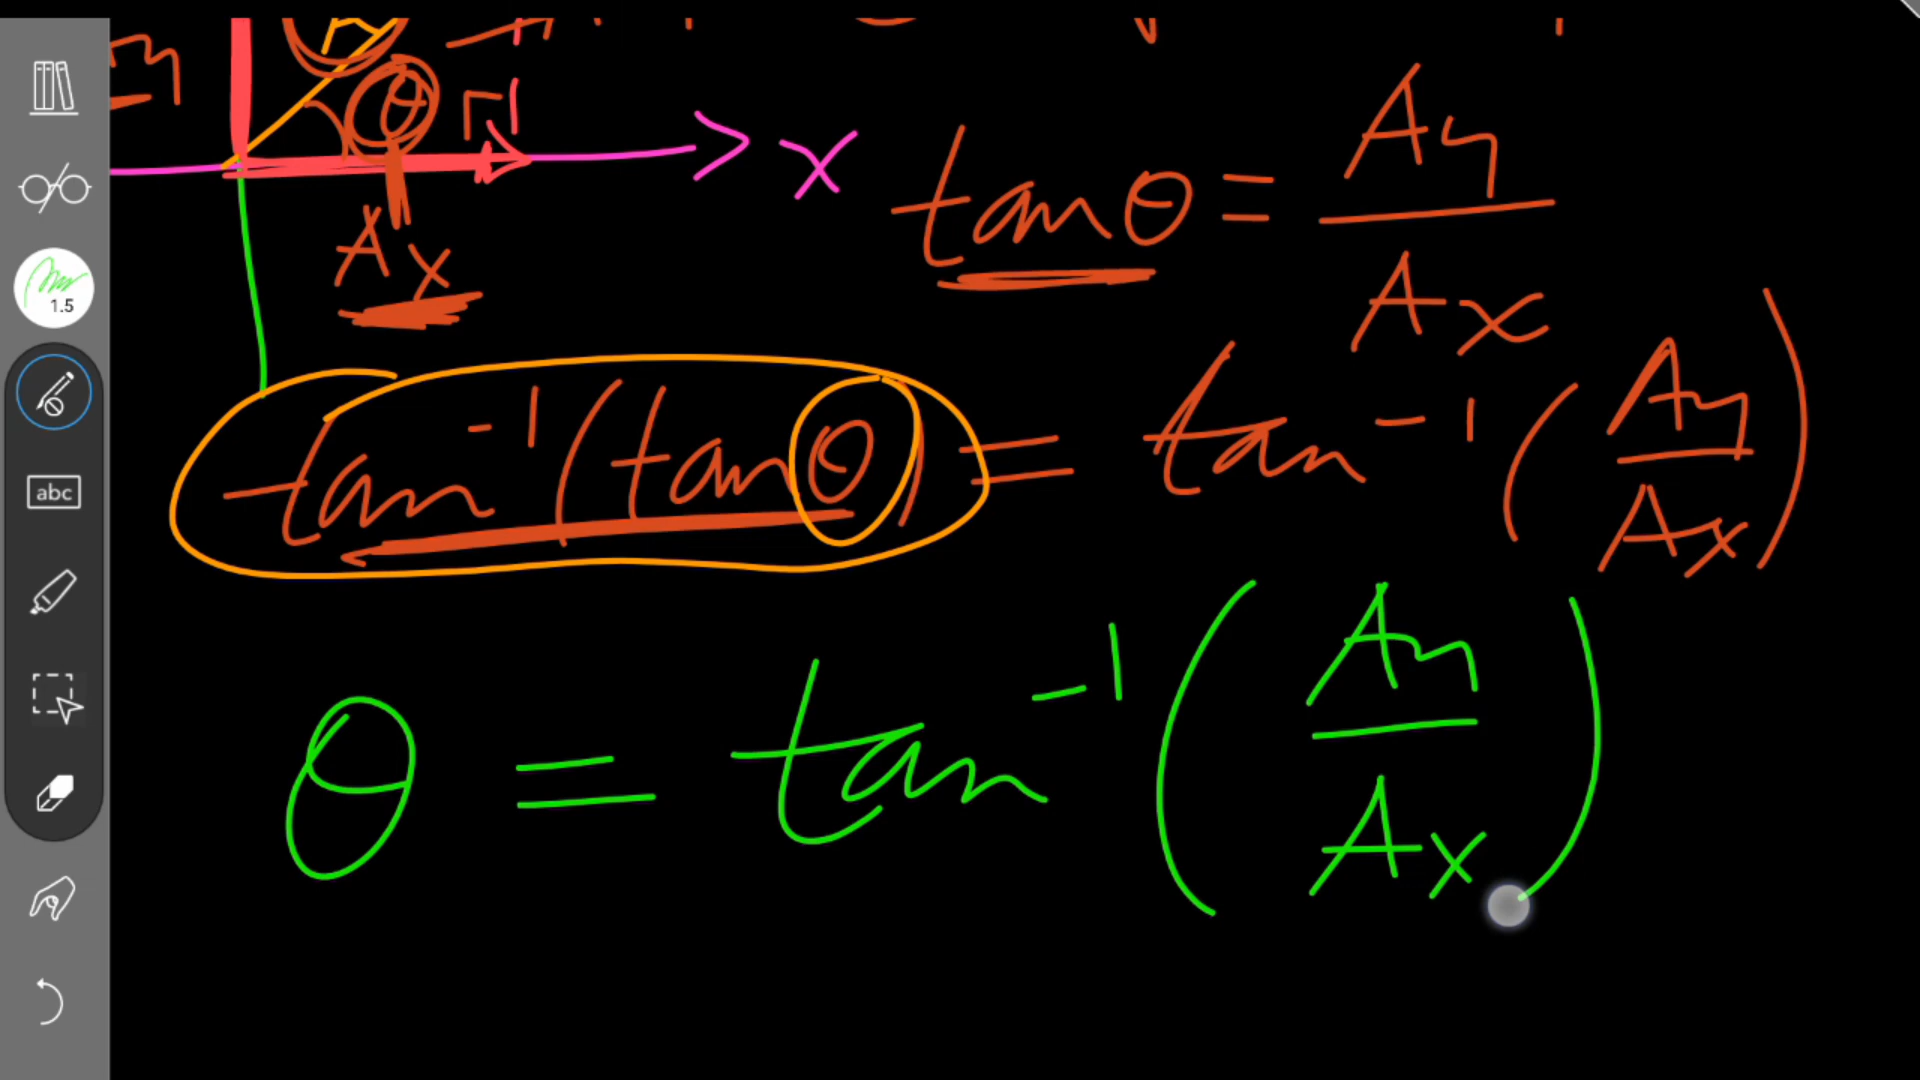 θ
x
Ax
tanθ = Ay/Ax
tan⁻¹(tanθ) = tan⁻¹(Ay/Ax)
θ = tan⁻¹(Ay/Ax)
1.5
abc